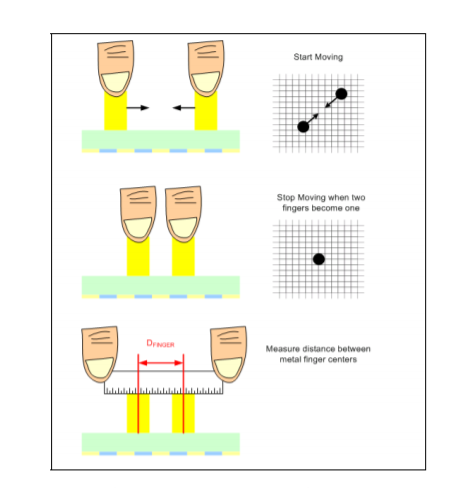 Start Moving
Stop Moving when two
fingers become one
DFINGER
Measure distance between
metal finger centers